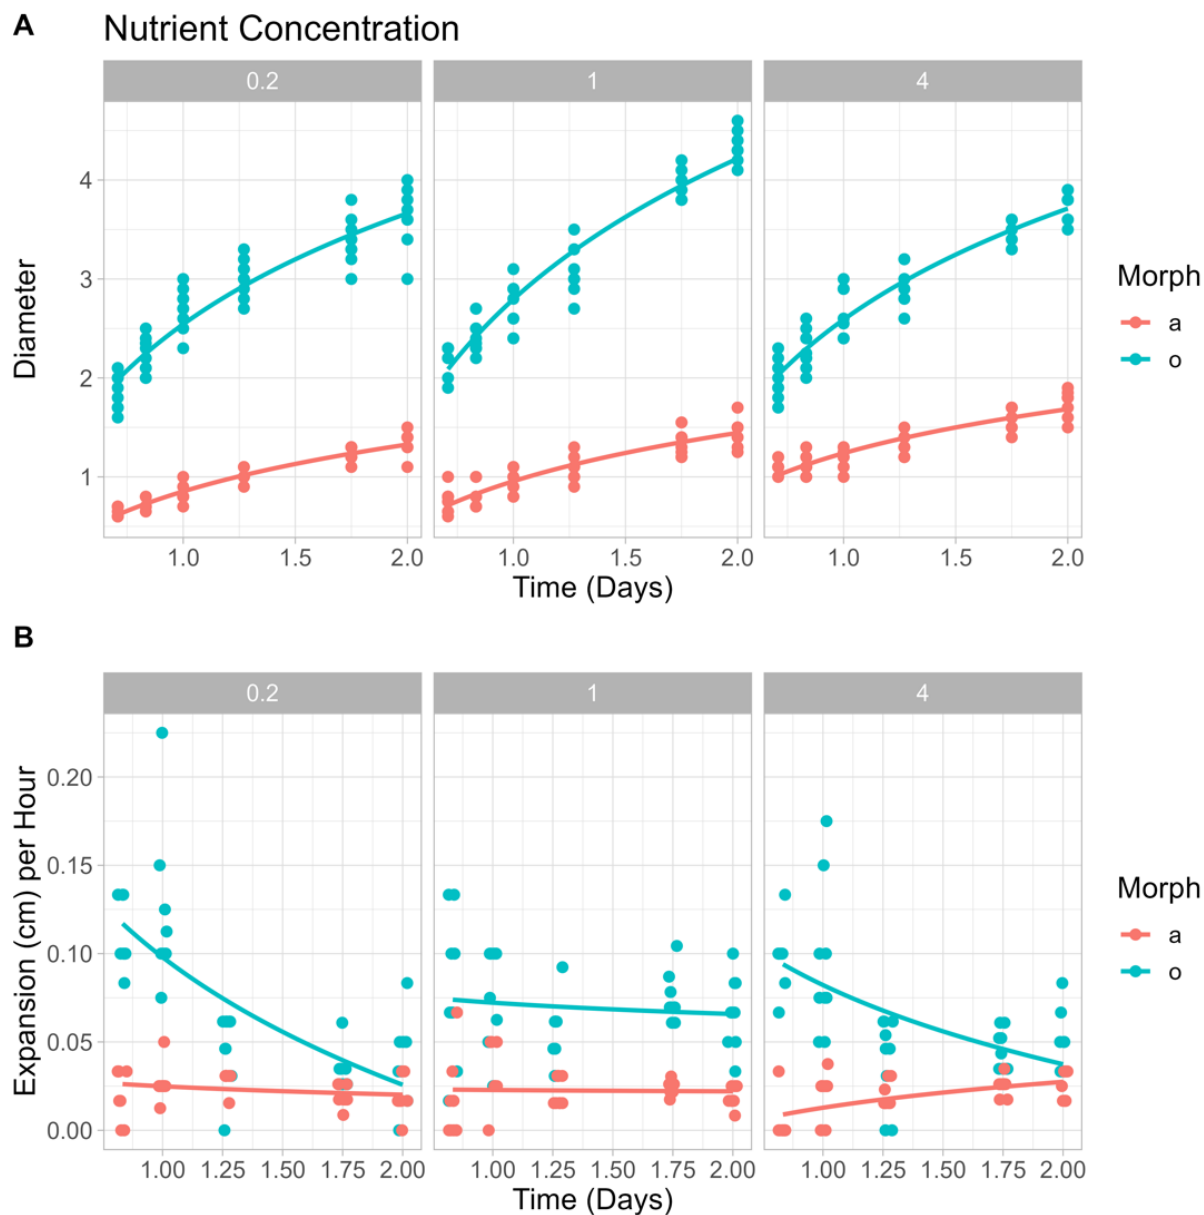 A
Nutrient Concentration
0.2 1 4
4
3
2
1
Diameter
1.0 1.5 2.0 1.0 1.5 2.0 1.0 1.5 2.0
Time (Days)
Morph
a
o
B
0.2 1 4
0.20
0.15
0.10
0.05
0.00
Expansion (cm) per Hour
1.00 1.25 1.50 1.75 2.00 1.00 1.25 1.50 1.75 2.00 1.00 1.25 1.50 1.75 2.00
Time (Days)
Morph
a
o